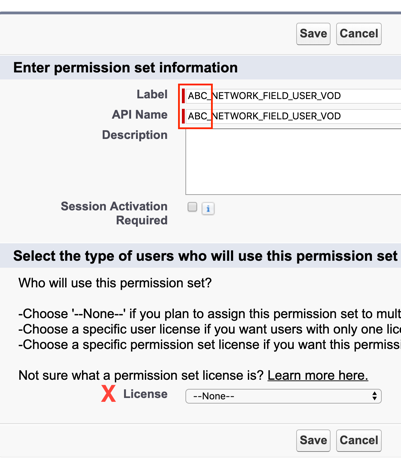 Save Cancel
Enter permission set information
Label ABC_NETWORK_FIELD_USER_VOD
API Name ABC_NETWORK_FIELD_USER_VOD
Description
Session Activation
Required i
Select the type of users who will use this permission set
Who will use this permission set?
-Choose '--None--' if you plan to assign this permission set to mult
-Choose a specific user license if you want users with only one lic
-Choose a specific permission set license if you want this permiss
Not sure what a permission set license is? Learn more here.
X License --None--
Save Cancel